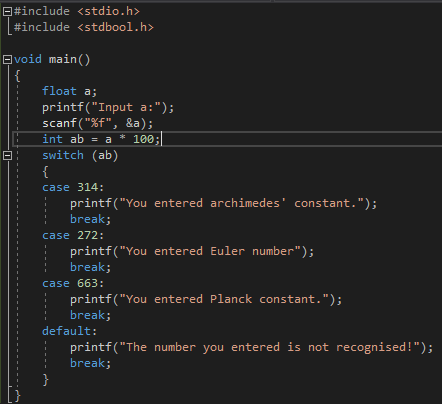 #include <stdio.h>
#include <stdbool.h>
void main()
{
float a;
printf("Input a:");
scanf("%f", &a);
int ab = a * 100;
switch (ab)
{
case 314:
printf("You entered archimedes' constant.");
break;
case 272:
printf("You entered Euler number");
break;
case 663:
printf("You entered Planck constant.");
break;
default:
printf("The number you entered is not recognised!");
break;
}
}